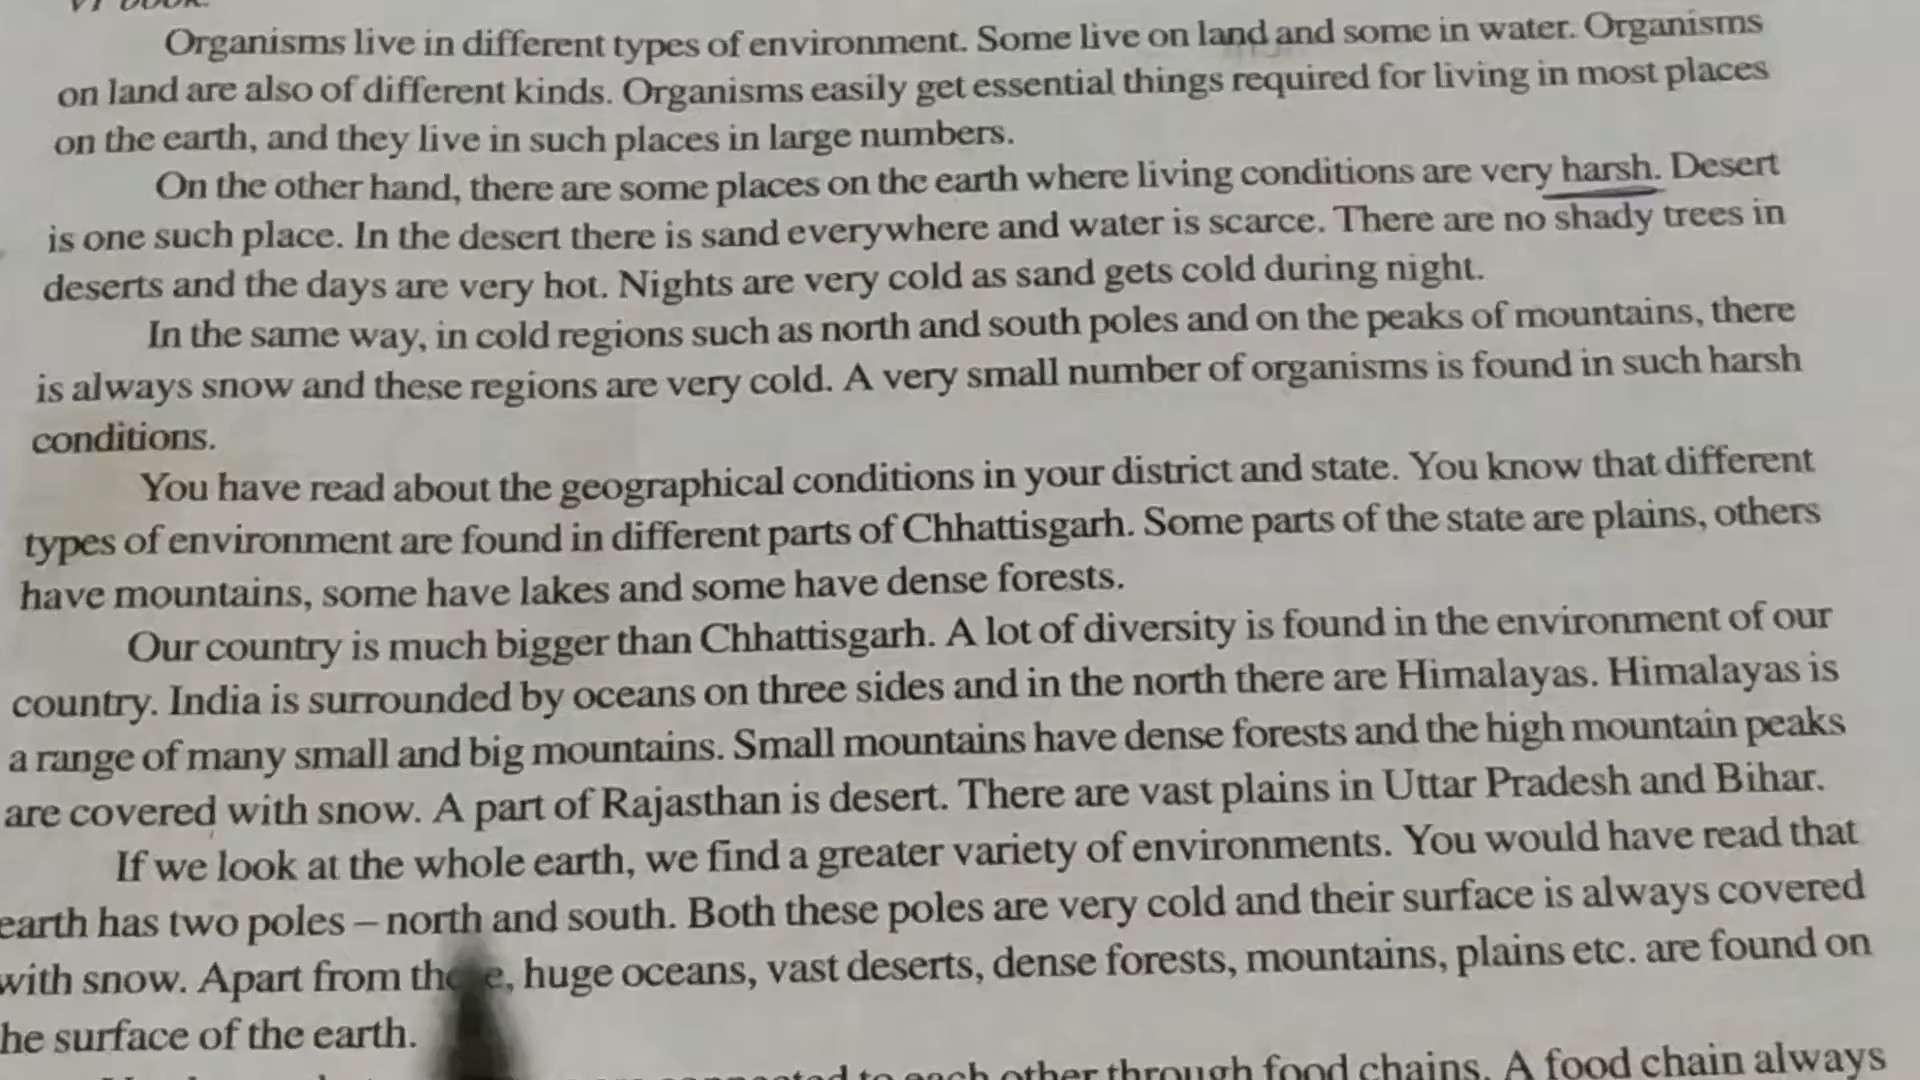 VI book.
Organisms live in different types of environment. Some live on land and some in water. Organisms
on land are also of different kinds. Organisms easily get essential things required for living in most places
on the earth, and they live in such places in large numbers.
On the other hand, there are some places on the earth where living conditions are very harsh. Desert
is one such place. In the desert there is sand everywhere and water is scarce. There are no shady trees in
deserts and the days are very hot. Nights are very cold as sand gets cold during night.
In the same way, in cold regions such as north and south poles and on the peaks of mountains, there
is always snow and these regions are very cold. A very small number of organisms is found in such harsh
conditions.
You have read about the geographical conditions in your district and state. You know that different
types of environment are found in different parts of Chhattisgarh. Some parts of the state are plains, others
have mountains, some have lakes and some have dense forests.
Our country is much bigger than Chhattisgarh. A lot of diversity is found in the environment of our
country. India is surrounded by oceans on three sides and in the north there are Himalayas. Himalayas is
a range of many small and big mountains. Small mountains have dense forests and the high mountain peaks
are covered with snow. A part of Rajasthan is desert. There are vast plains in Uttar Pradesh and Bihar.
If we look at the whole earth, we find a greater variety of environments. You would have read that
earth has two poles – north and south. Both these poles are very cold and their surface is always covered
with snow. Apart from huge oceans, vast deserts, dense forests, mountains, plains etc. are found on
he surface of the earth.
connected to each other through food chains. A food chain always